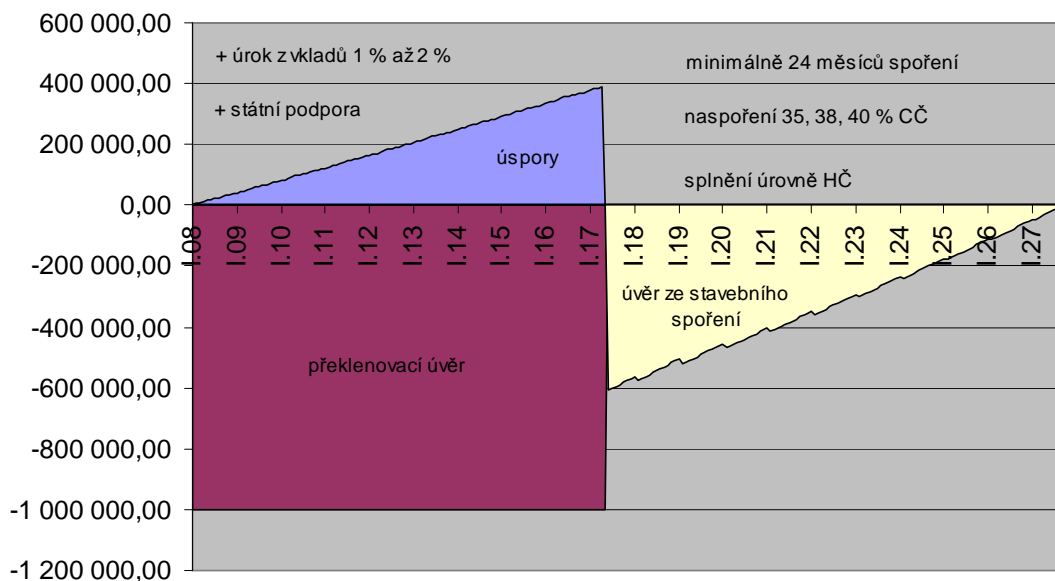 600 000,00
400 000,00
200 000,00
0,00
-200 000,00
-400 000,00
-600 000,00
-800 000,00
-1 000 000,00
-1 200 000,00
+ úrok z vkladů 1 % až 2 %
+ státní podpora
minimálně 24 měsíců spoření
naspoření 35, 38, 40 % CČ
splnění úrovně HČ
úspory
I.08
I.09
I.10
I.11
I.12
I.13
I.14
I.15
I.16
I.17
I.18
I.19
I.20
I.21
I.22
I.23
I.24
I.25
I.26
I.27
úvěr ze stavebního
spoření
překlenovací úvěr